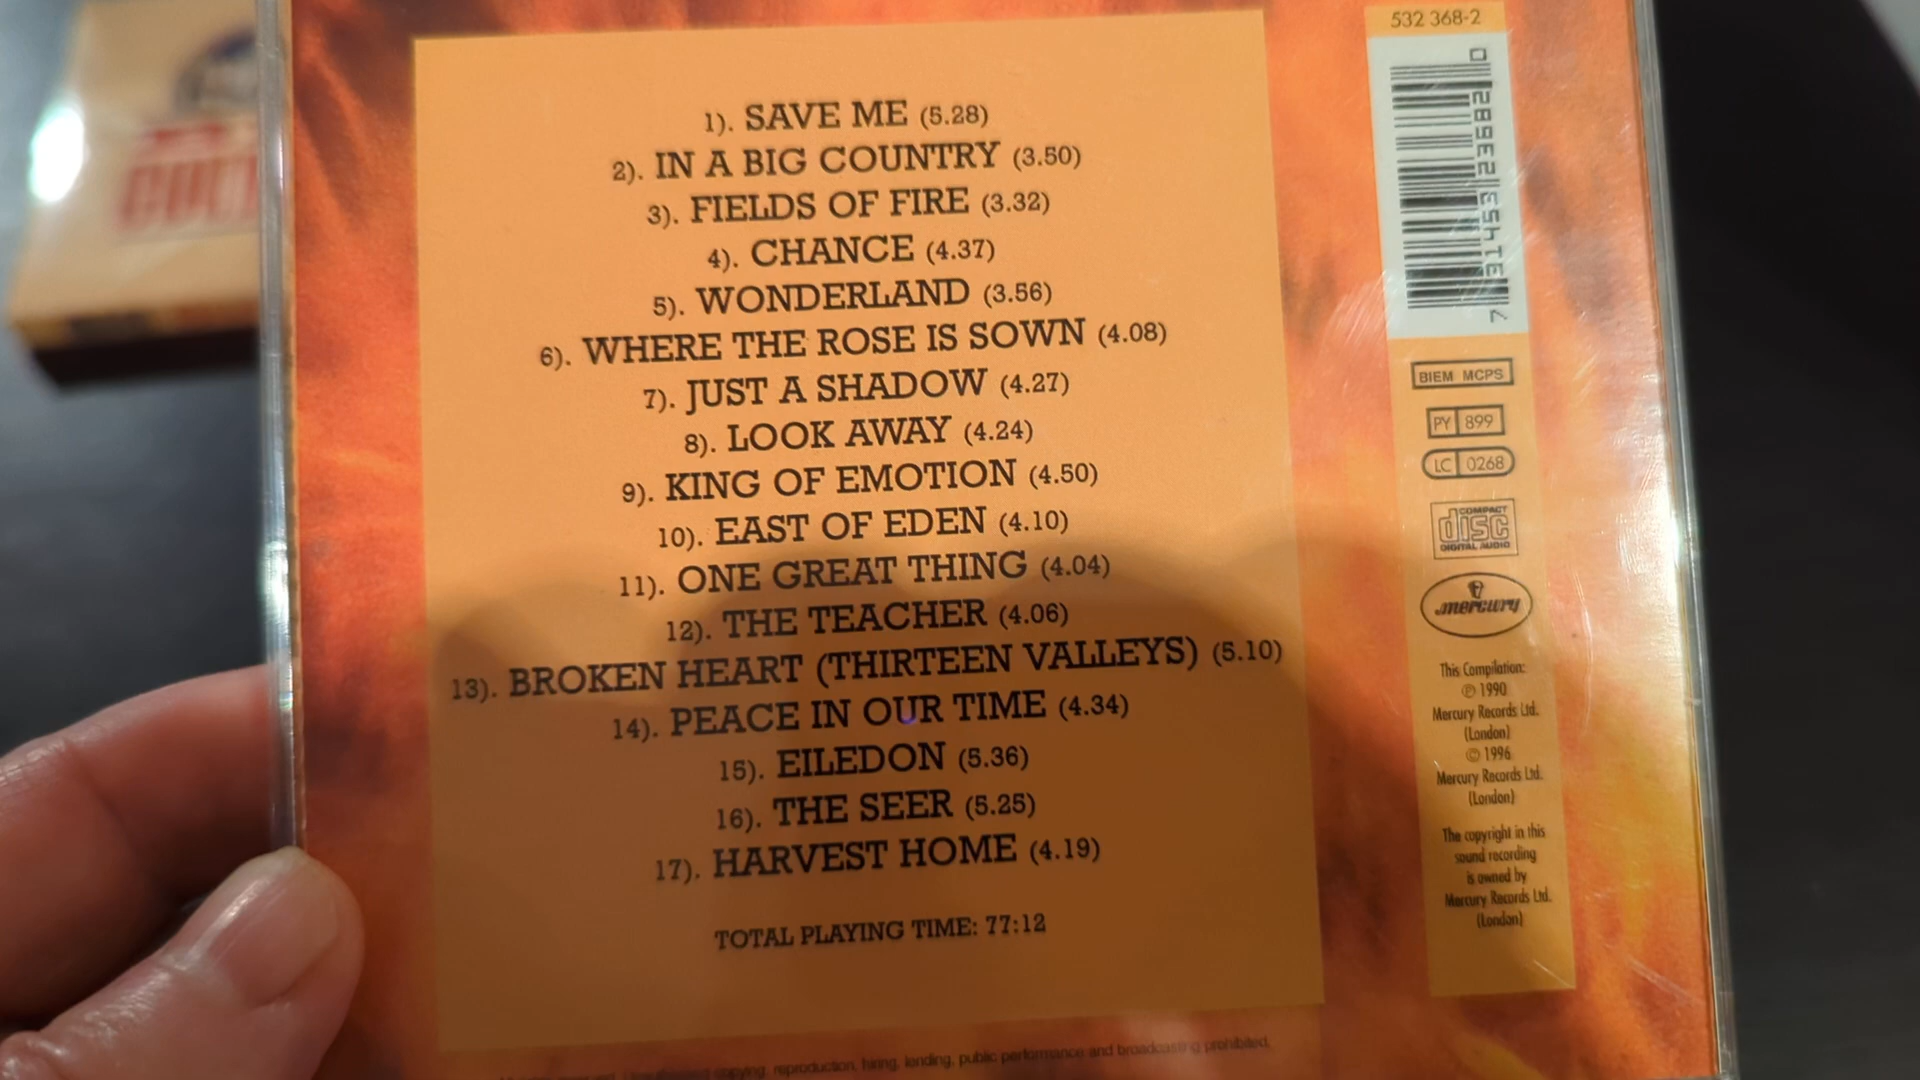 1). SAVE ME (5.28)
2). IN A BIG COUNTRY (3.50)
3). FIELDS OF FIRE (3.32)
4). CHANCE (4.37)
5). WONDERLAND (3.56)
6). WHERE THE ROSE IS SOWN (4.08)
7). JUST A SHADOW (4.27)
8). LOOK AWAY (4.24)
9). KING OF EMOTION (4.50)
10). EAST OF EDEN (4.10)
11). ONE GREAT THING (4.04)
12). THE TEACHER (4.06)
13). BROKEN HEART (THIRTEEN VALLEYS) (5.10)
14). PEACE IN OUR TIME (4.34)
15). EILEDON (5.36)
16). THE SEER (5.25)
17). HARVEST HOME (4.19)
TOTAL PLAYING TIME: 77:12
copying, reproduction, hiring, lending, public performance and broadcasting prohibited.
532 368-2
BIEM MCPS
PY 899
LC 0268
COMPACT
disc
DIGITAL AUDIO
mercury
This Compilation:
℗ 1990
Mercury Records Ltd.
(London)
© 1996
Mercury Records Ltd.
(London)
The copyright in this
sound recording
is owned by
Mercury Records Ltd.
(London)